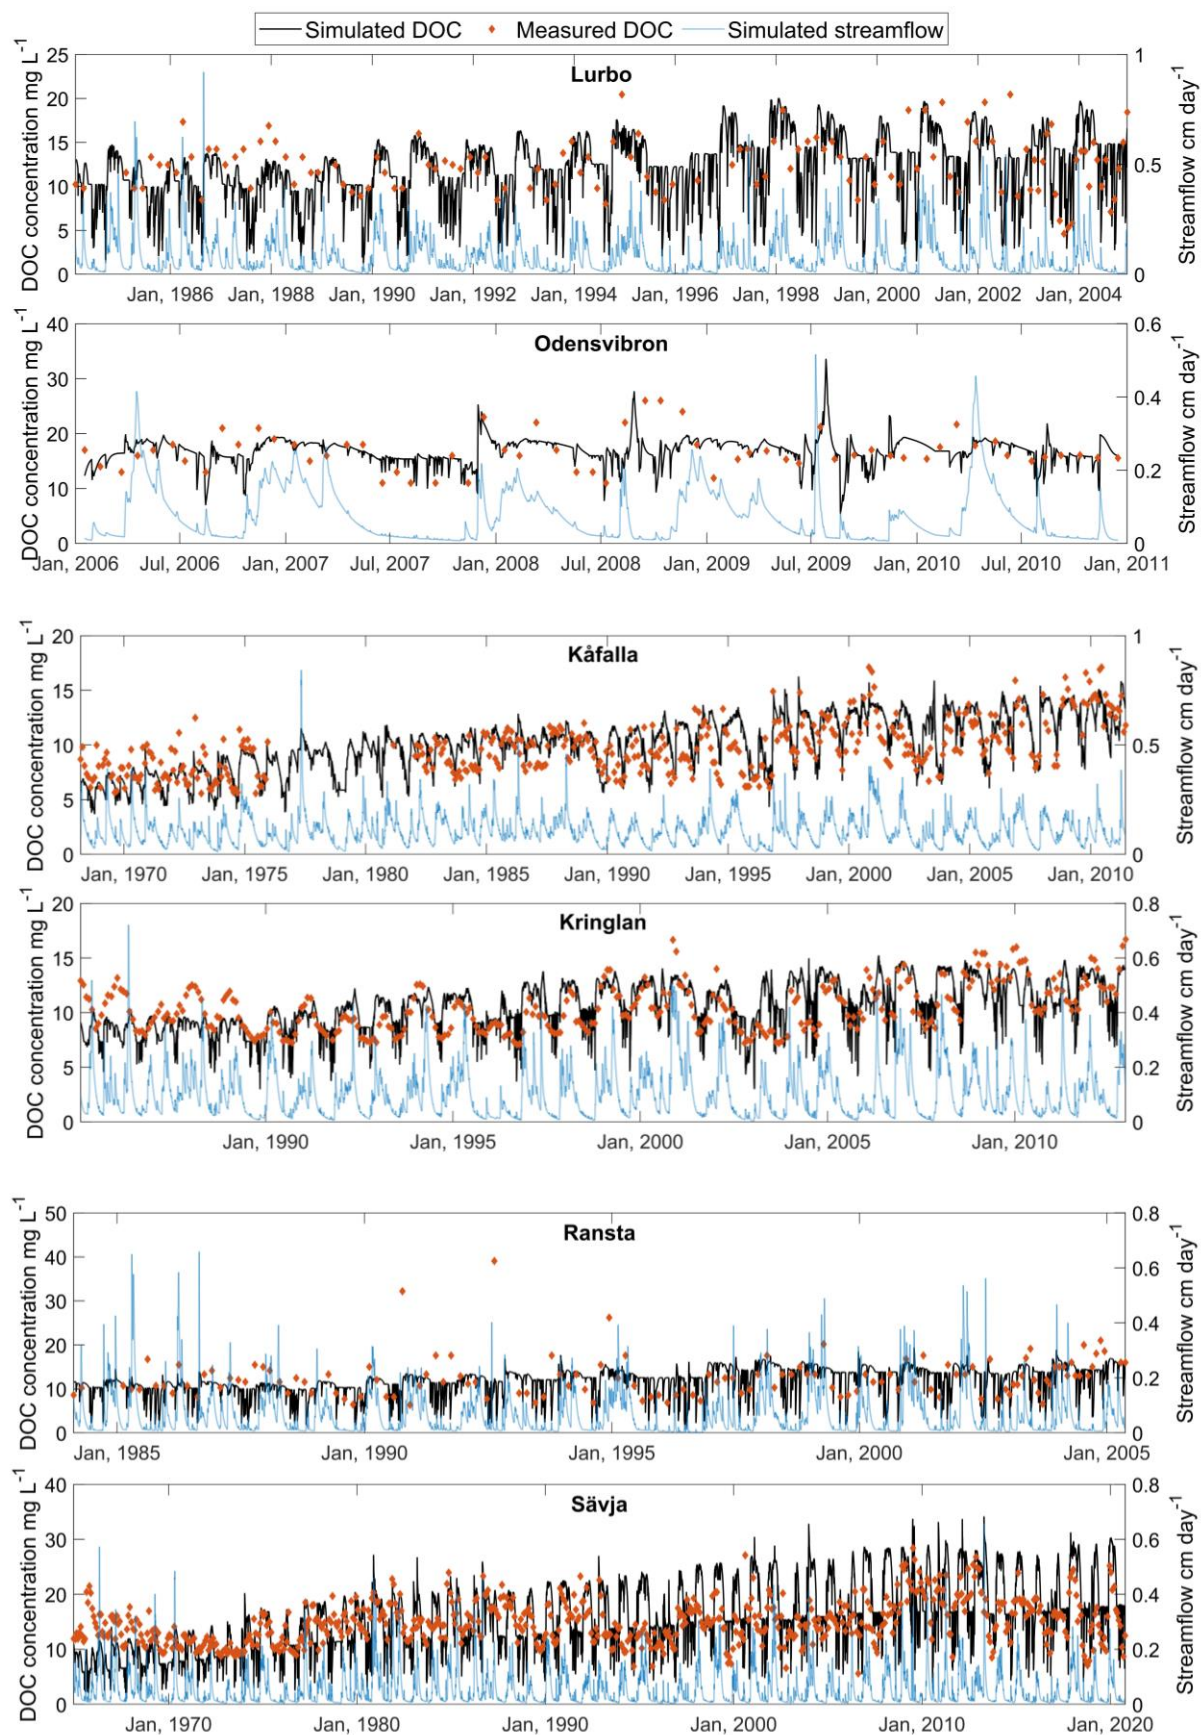 Simulated DOC Measured DOC Simulated streamflow
Lurbo
DOC concentration mg L-1
25
20
15
10
5
0
1
0.5
0
Streamflow cm day-1
Jan, 1986 Jan, 1988 Jan, 1990 Jan, 1992 Jan, 1994 Jan, 1996 Jan, 1998 Jan, 2000 Jan, 2002 Jan, 2004
Odensvibron
DOC concentration mg L-1
40
30
20
10
0
0.6
0.4
0.2
0
Streamflow cm day-1
Jan, 2006 Jul, 2006 Jan, 2007 Jul, 2007 Jan, 2008 Jul, 2008 Jan, 2009 Jul, 2009 Jan, 2010 Jul, 2010 Jan, 2011
Kåfalla
DOC concentration mg L-1
20
15
10
5
0
1
0.5
0
Streamflow cm day-1
Jan, 1970 Jan, 1975 Jan, 1980 Jan, 1985 Jan, 1990 Jan, 1995 Jan, 2000 Jan, 2005 Jan, 2010
Kringlan
DOC concentration mg L-1
20
15
10
5
0
0.8
0.6
0.4
0.2
0
Streamflow cm day-1
Jan, 1990 Jan, 1995 Jan, 2000 Jan, 2005 Jan, 2010
Ransta
DOC concentration mg L-1
50
40
30
20
10
0
0.8
0.6
0.4
0.2
0
Streamflow cm day-1
Jan, 1985 Jan, 1990 Jan, 1995 Jan, 2000 Jan, 2005
Sävja
DOC concentration mg L-1
40
30
20
10
0
0.8
0.6
0.4
0.2
0
Streamflow cm day-1
Jan, 1970 Jan, 1980 Jan, 1990 Jan, 2000 Jan, 2010 Jan, 2020